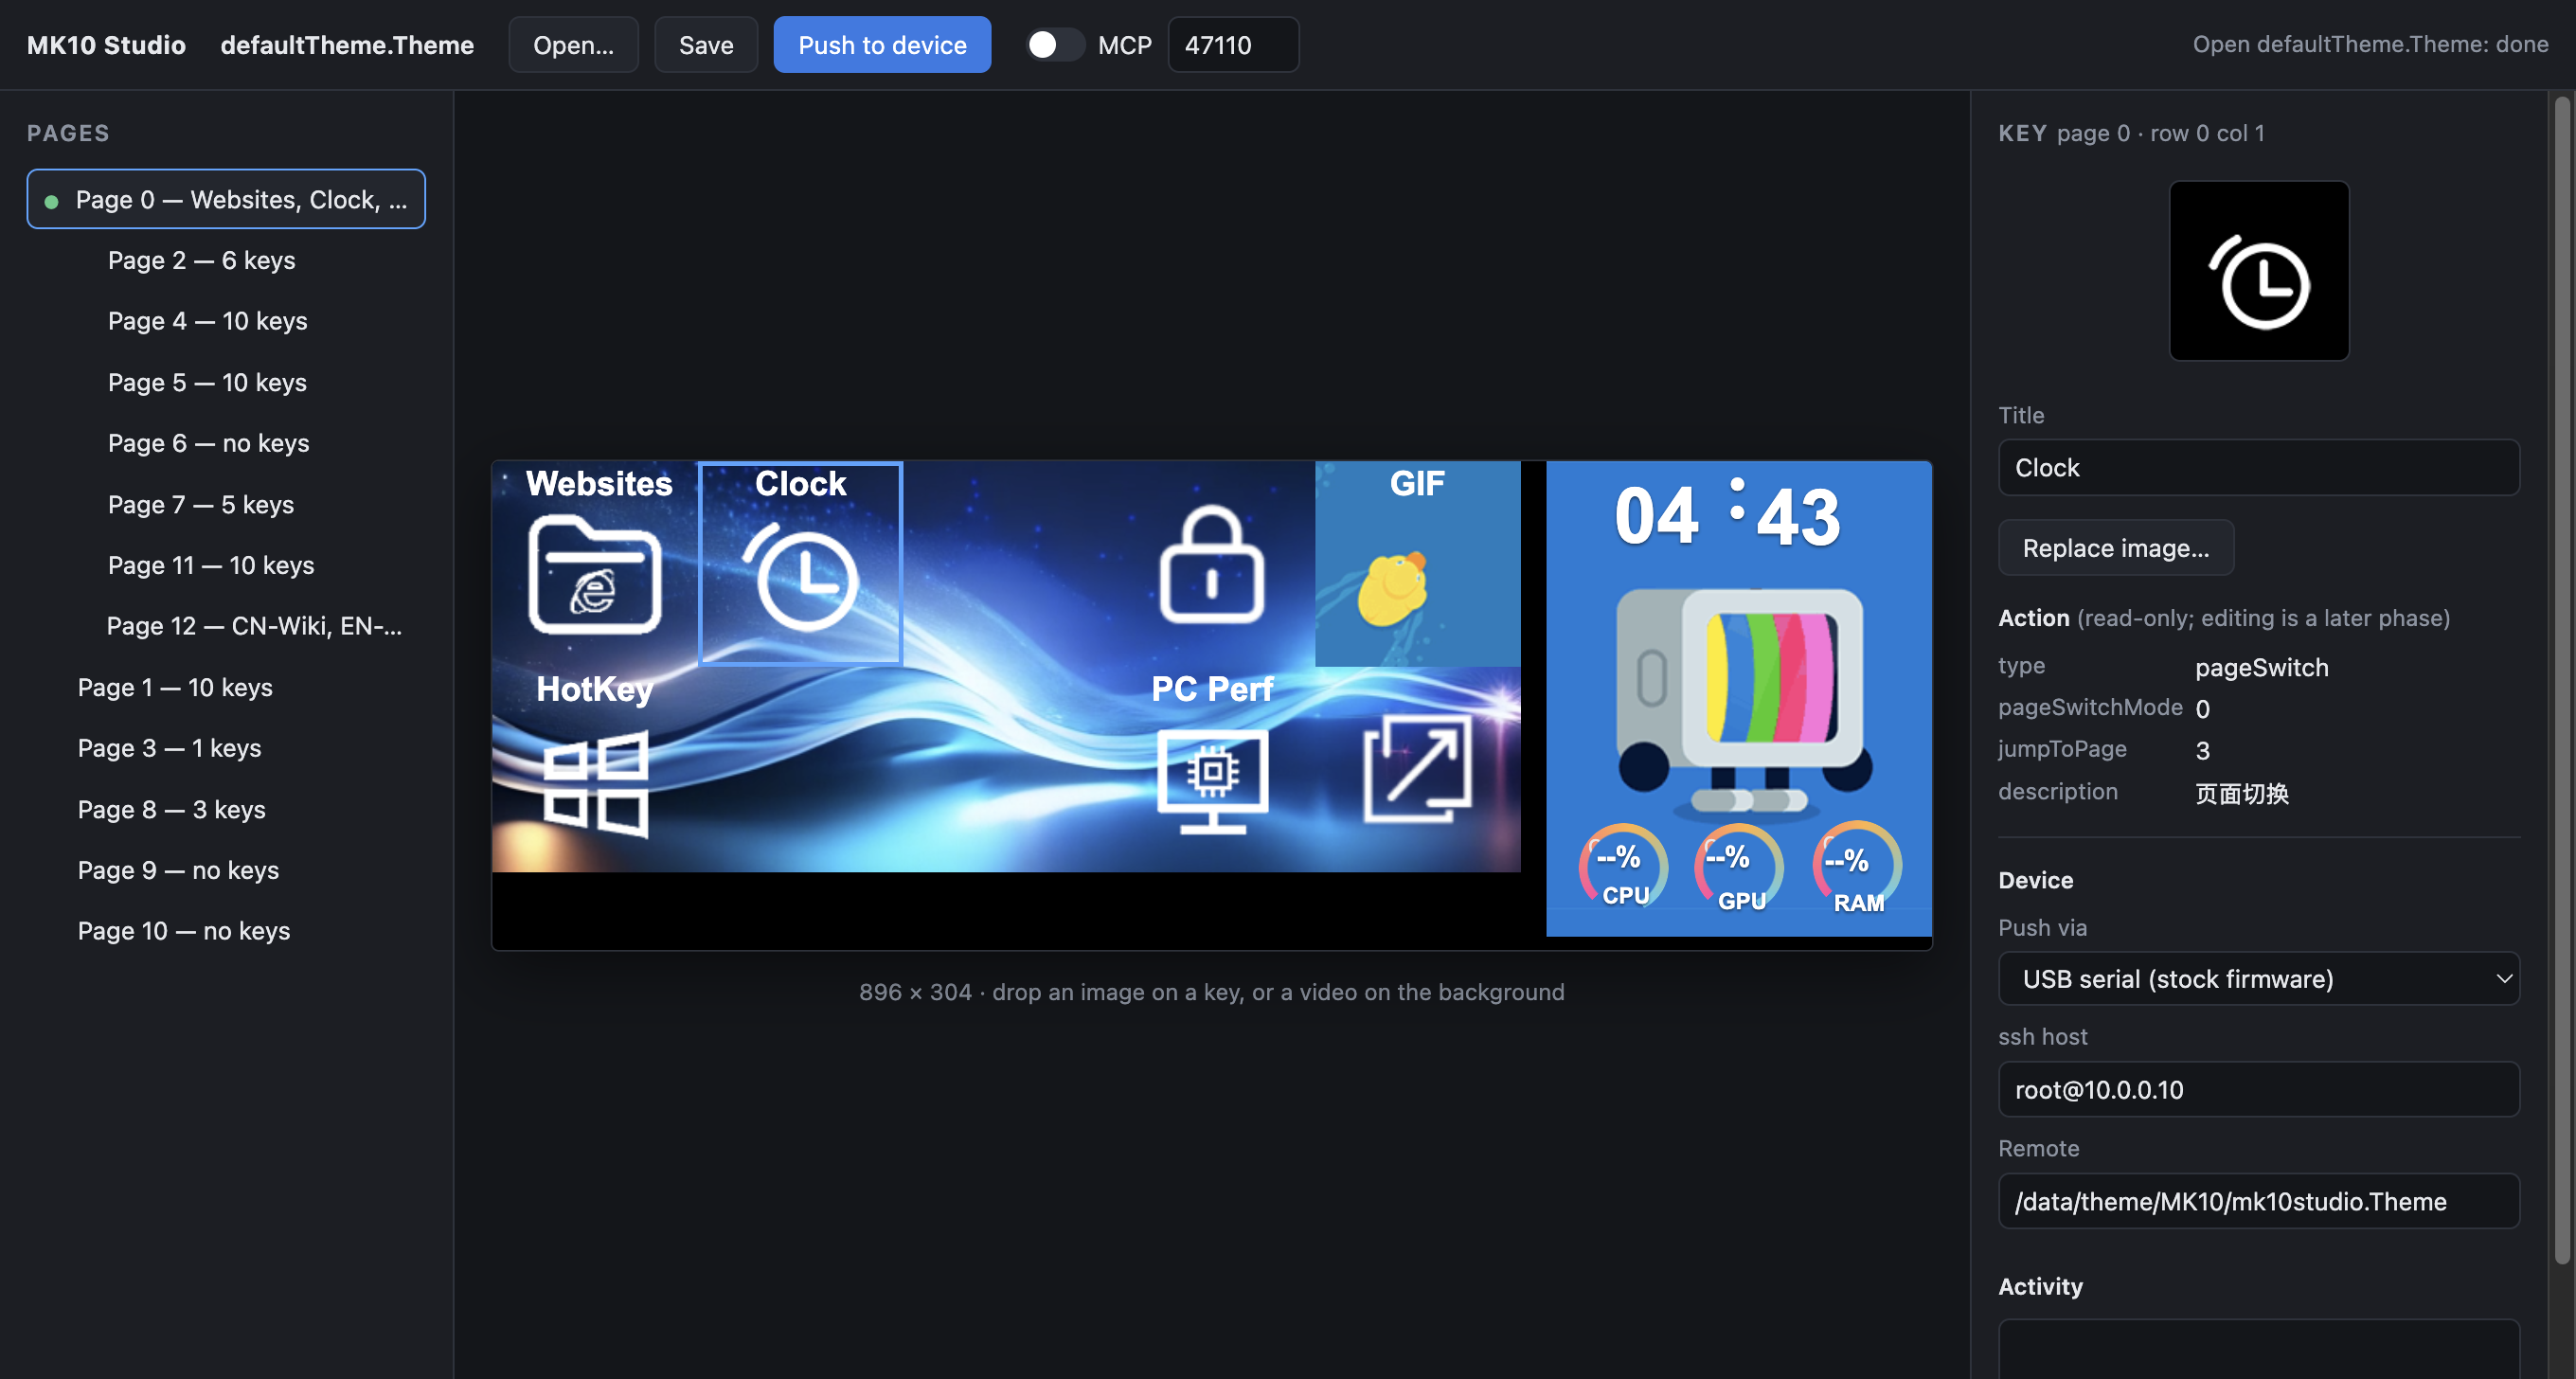 MK10 Studio defaultTheme.Theme Open... Save Push to device MCP 47110 Open defaultTheme.Theme: done
PAGES
Page 0 — Websites, Clock, ...
Page 2 — 6 keys
Page 4 — 10 keys
Page 5 — 10 keys
Page 6 — no keys
Page 7 — 5 keys
Page 11 — 10 keys
Page 12 — CN-Wiki, EN-...
Page 1 — 10 keys
Page 3 — 1 keys
Page 8 — 3 keys
Page 9 — no keys
Page 10 — no keys
Websites Clock GIF
HotKey PC Perf
04 : 43
--% --% --%
CPU GPU RAM
896 × 304 · drop an image on a key, or a video on the background
KEY page 0 · row 0 col 1
Title
Clock
Replace image...
Action (read-only; editing is a later phase)
type pageSwitch
pageSwitchMode 0
jumpToPage 3
description 页面切换
Device
Push via
USB serial (stock firmware)
ssh host
root@10.0.0.10
Remote
/data/theme/MK10/mk10studio.Theme
Activity